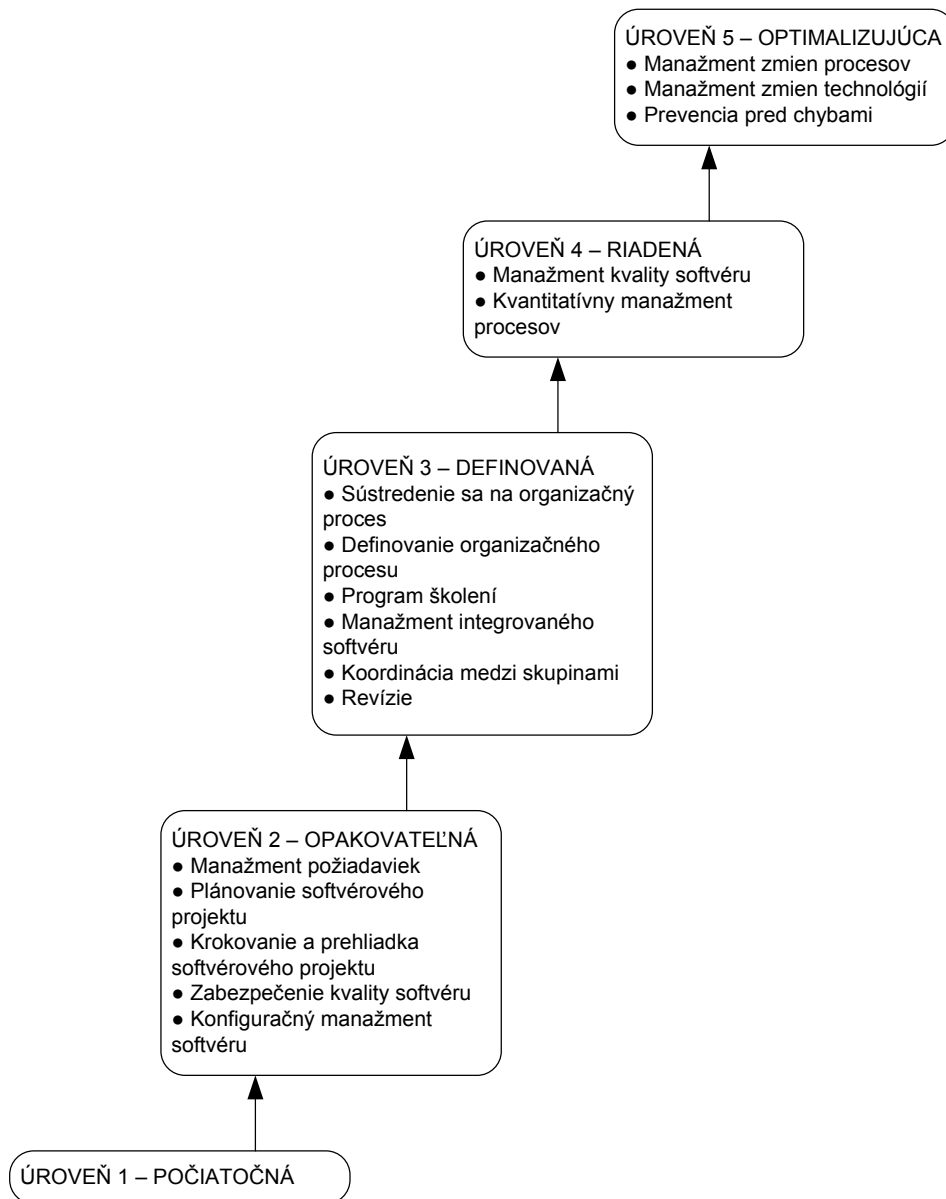 ÚROVEŇ 5 – OPTIMALIZUJÚCA
● Manažment zmien procesov
● Manažment zmien technológií
● Prevencia pred chybami
ÚROVEŇ 4 – RIADENÁ
● Manažment kvality softvéru
● Kvantitatívny manažment
procesov
ÚROVEŇ 3 – DEFINOVANÁ
● Sústredenie sa na organizačný
proces
● Definovanie organizačného
procesu
● Program školení
● Manažment integrovaného
softvéru
● Koordinácia medzi skupinami
● Revízie
ÚROVEŇ 2 – OPAKOVATEĽNÁ
● Manažment požiadaviek
● Plánovanie softvérového
projektu
● Krokovanie a prehliadka
softvérového projektu
● Zabezpečenie kvality softvéru
● Konfiguračný manažment
softvéru
ÚROVEŇ 1 – POČIATOČNÁ